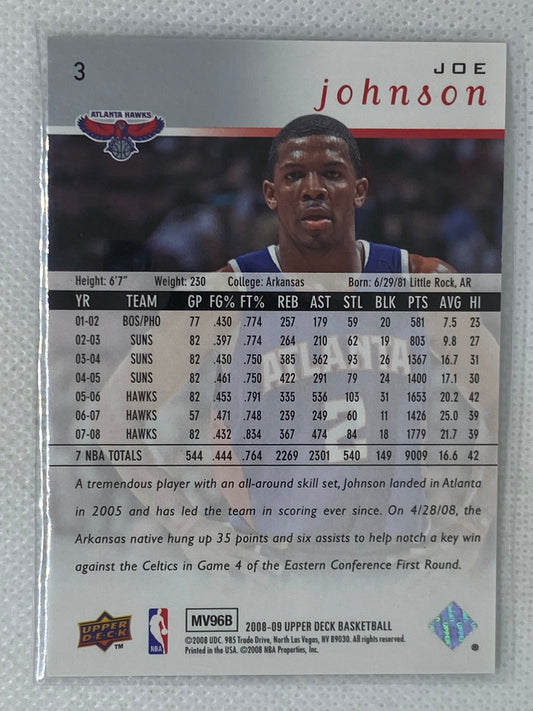 3
JOE
johnson
ATLANTA HAWKS
Height: 6'7" Weight: 230 College: Arkansas Born: 6/29/81 Little Rock, AR
YR TEAM GP FG% FT% REB AST STL BLK PTS AVG HI
01-02 BOS/PHO 77 .430 .774 257 179 59 20 581 7.5 23
02-03 SUNS 82 .397 .774 264 210 62 19 803 9.8 27
03-04 SUNS 82 .430 .750 385 362 93 26 1367 16.7 31
04-05 SUNS 82 .461 .750 422 291 79 24 1400 17.1 30
05-06 HAWKS 82 .453 .791 335 536 103 31 1653 20.2 42
06-07 HAWKS 57 .471 .748 239 249 60 11 1426 25.0 39
07-08 HAWKS 82 .432 .834 367 474 84 18 1779 21.7 39
7 NBA TOTALS 544 .444 .764 2269 2301 540 149 9009 16.6 42
ATLANTA
2
A tremendous player with an all-around skill set, Johnson landed in Atlanta
in 2005 and has led the team in scoring ever since. On 4/28/08, the
Arkansas native hung up 35 points and six assists to help notch a key win
against the Celtics in Game 4 of the Eastern Conference First Round.
UPPER DECK TM
NBA
MV96B 2008-09 UPPER DECK BASKETBALL
©2008 UDC. 985 Trade Drive, North Las Vegas, NV 89030. All rights reserved.
Printed in the USA. ©2008 NBA Properties, Inc.
®